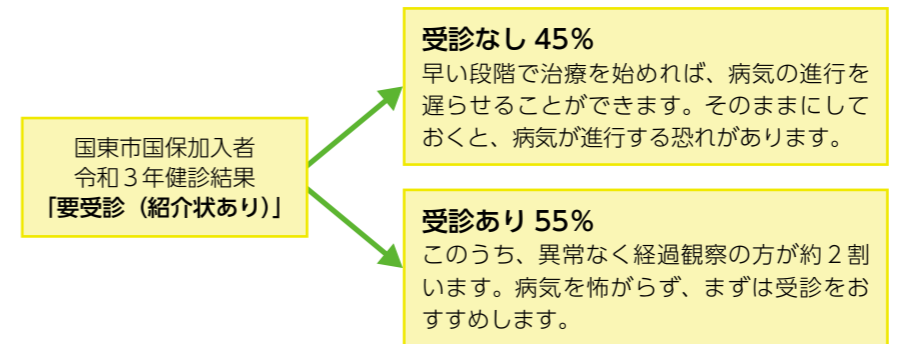 国東市国保加入者
令和３年健診結果
「要受診（紹介状あり）」
受診なし 45％
早い段階で治療を始めれば、病気の進行を
遅らせることができます。そのままにして
おくと、病気が進行する恐れがあります。
受診あり 55％
このうち、異常なく経過観察の方が約２割
います。病気を怖がらず、まずは受診をお
すすめします。